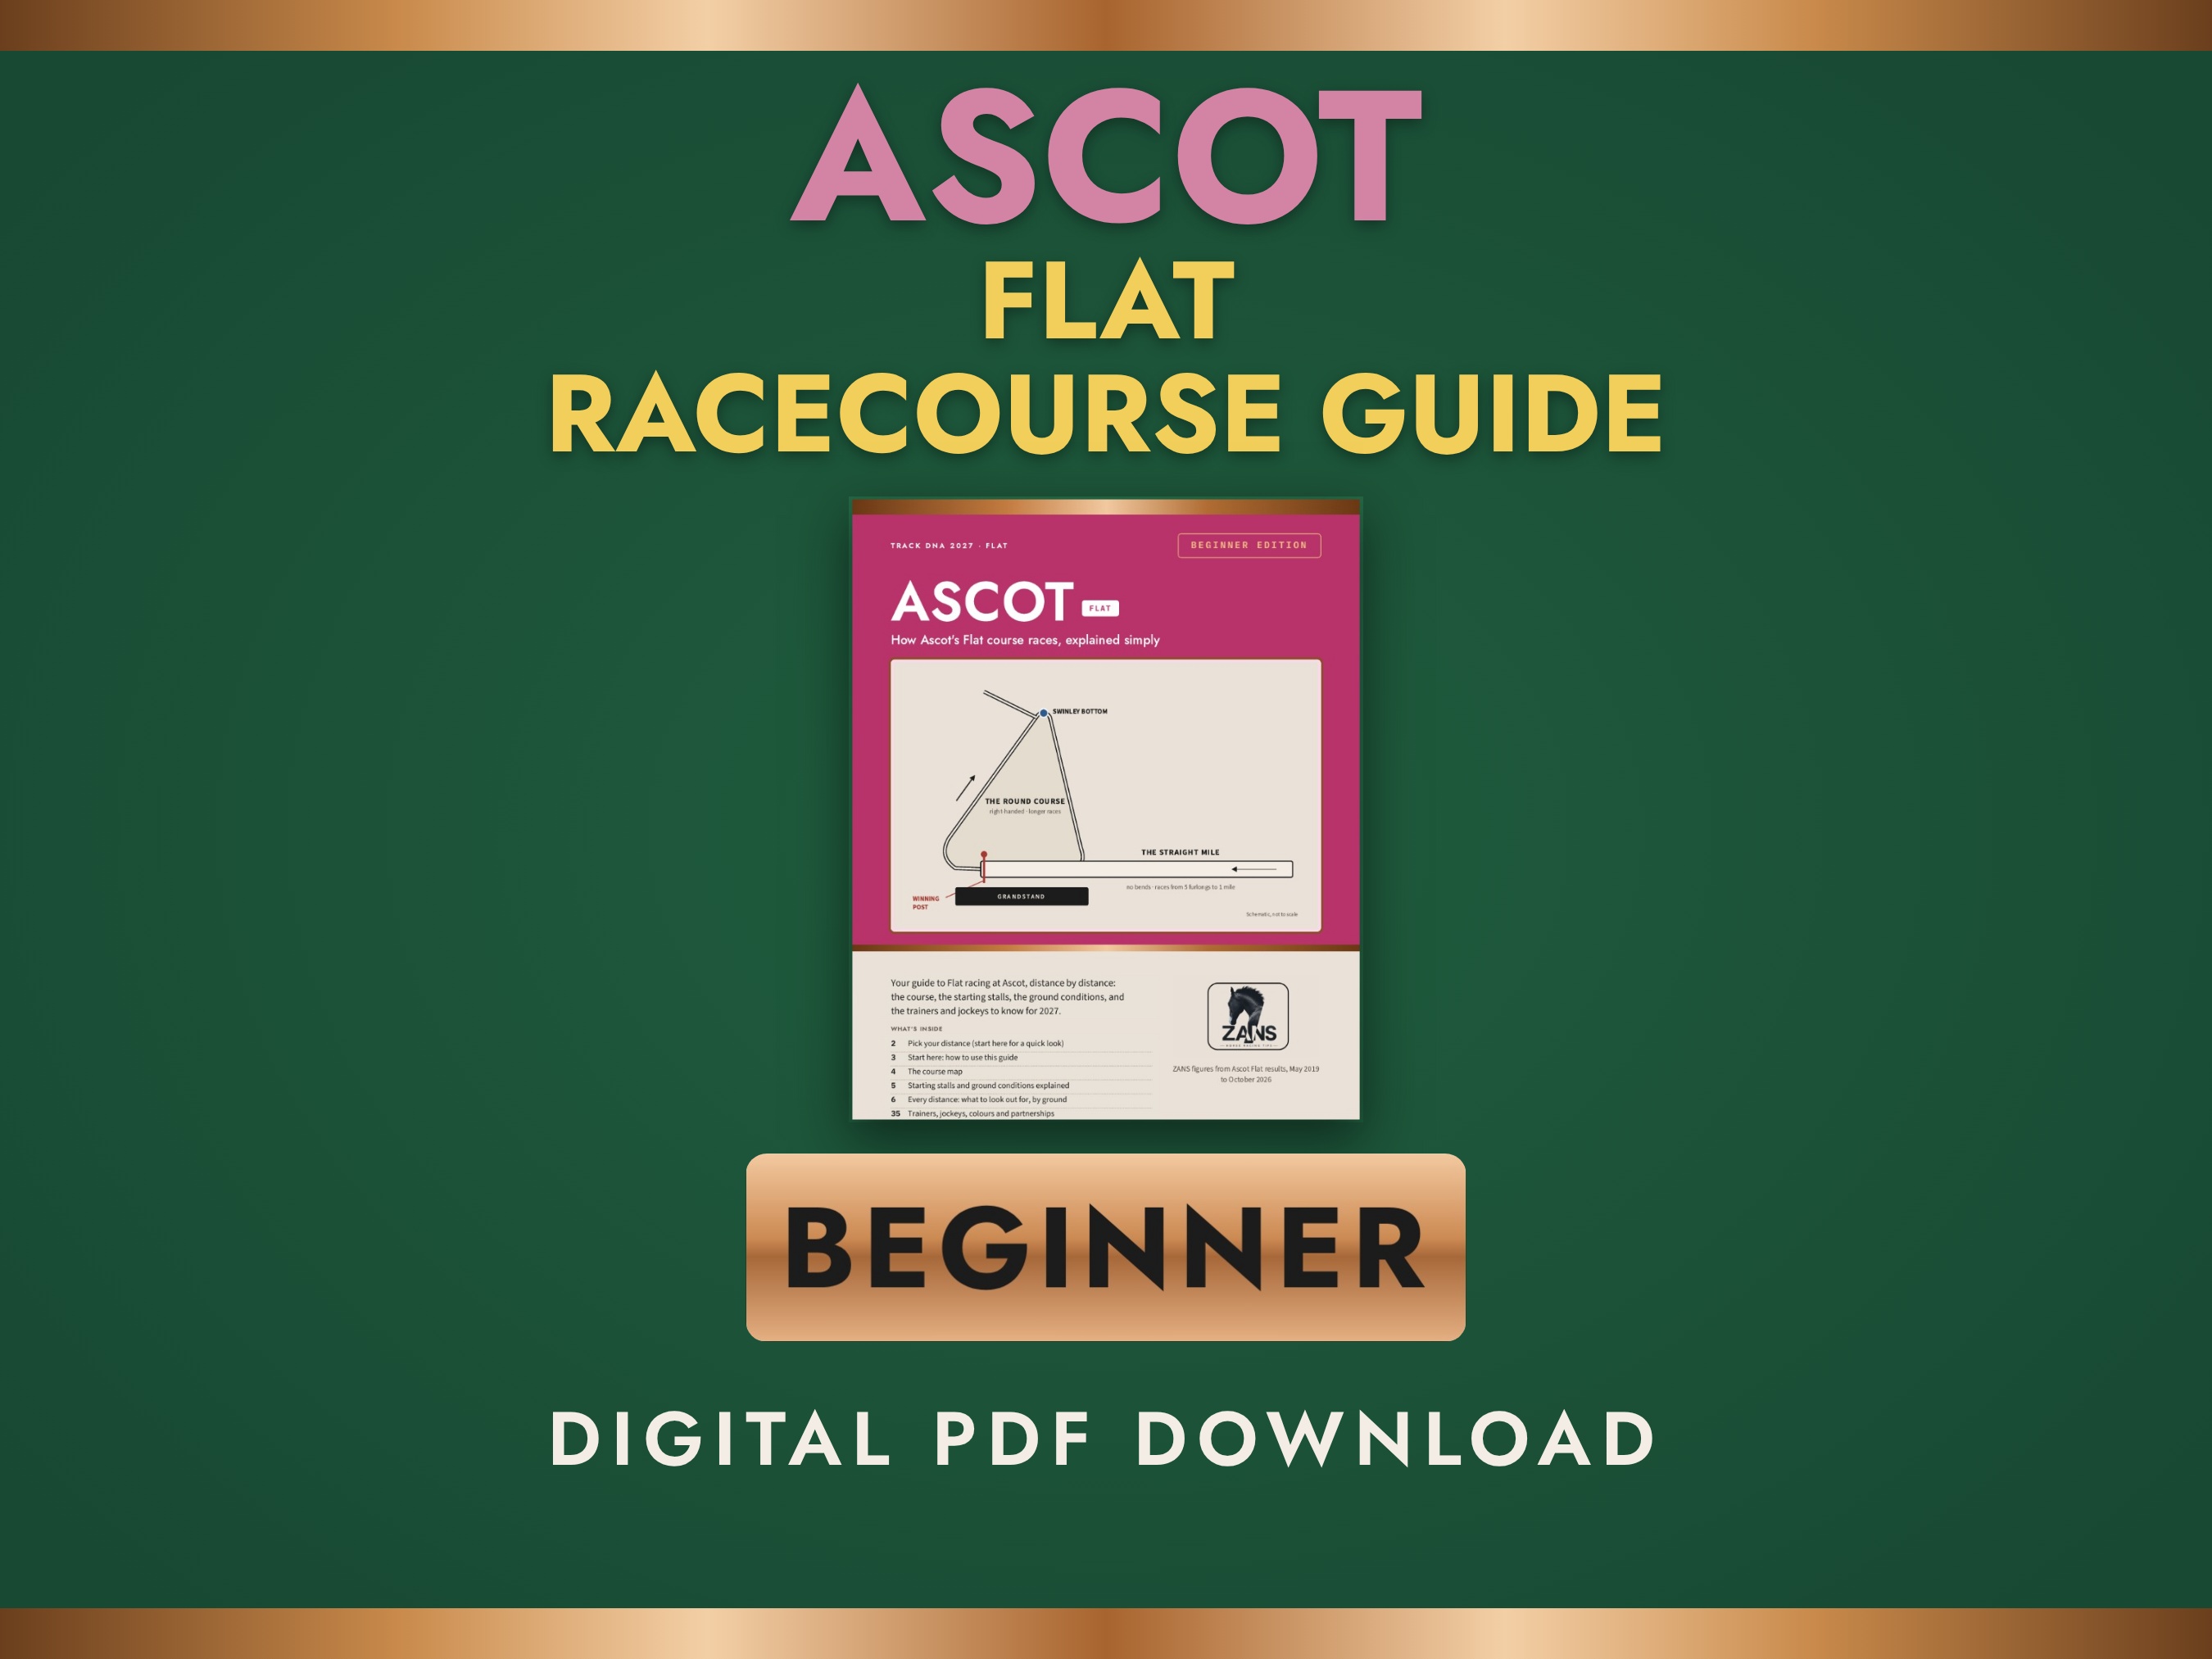 ASCOT
FLAT
RACECOURSE GUIDE
TRACK DNA 2027 · FLAT
BEGINNER EDITION
ASCOT FLAT
How Ascot's Flat course races, explained simply
SWINLEY BOTTOM
THE ROUND COURSE
right-handed · longer races
THE STRAIGHT MILE
no bends · races from 5 furlongs to 1 mile
WINNING
POST
GRANDSTAND
Schematic, not to scale
Your guide to Flat racing at Ascot, distance by distance:
the course, the starting stalls, the ground conditions, and
the trainers and jockeys to know for 2027.
WHAT'S INSIDE
2 Pick your distance (start here for a quick look)
3 Start here: how to use this guide
4 The course map
5 Starting stalls and ground conditions explained
6 Every distance: what to look out for, by ground
35 Trainers, jockeys, colours and partnerships
ZANS
ZANS figures from Ascot Flat results, May 2019
to October 2026
BEGINNER
DIGITAL PDF DOWNLOAD